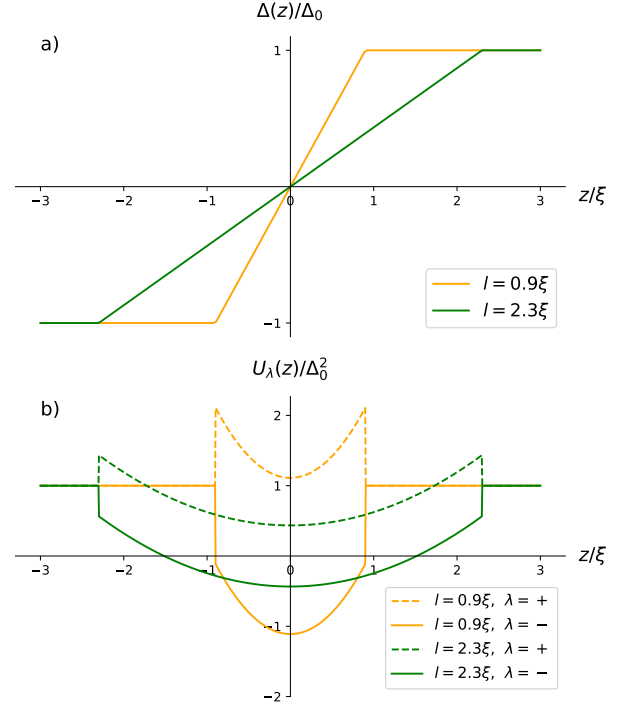 Δ(z)/Δ₀
a)
1
−3 −2 −1 0 1 2 3
z/ξ
−1
l = 0.9ξ
l = 2.3ξ
U_λ(z)/Δ₀²
b)
2
1
−3 −2 −1 0 1 2 3
z/ξ
−1
−2
l = 0.9ξ, λ = +
l = 0.9ξ, λ = −
l = 2.3ξ, λ = +
l = 2.3ξ, λ = −